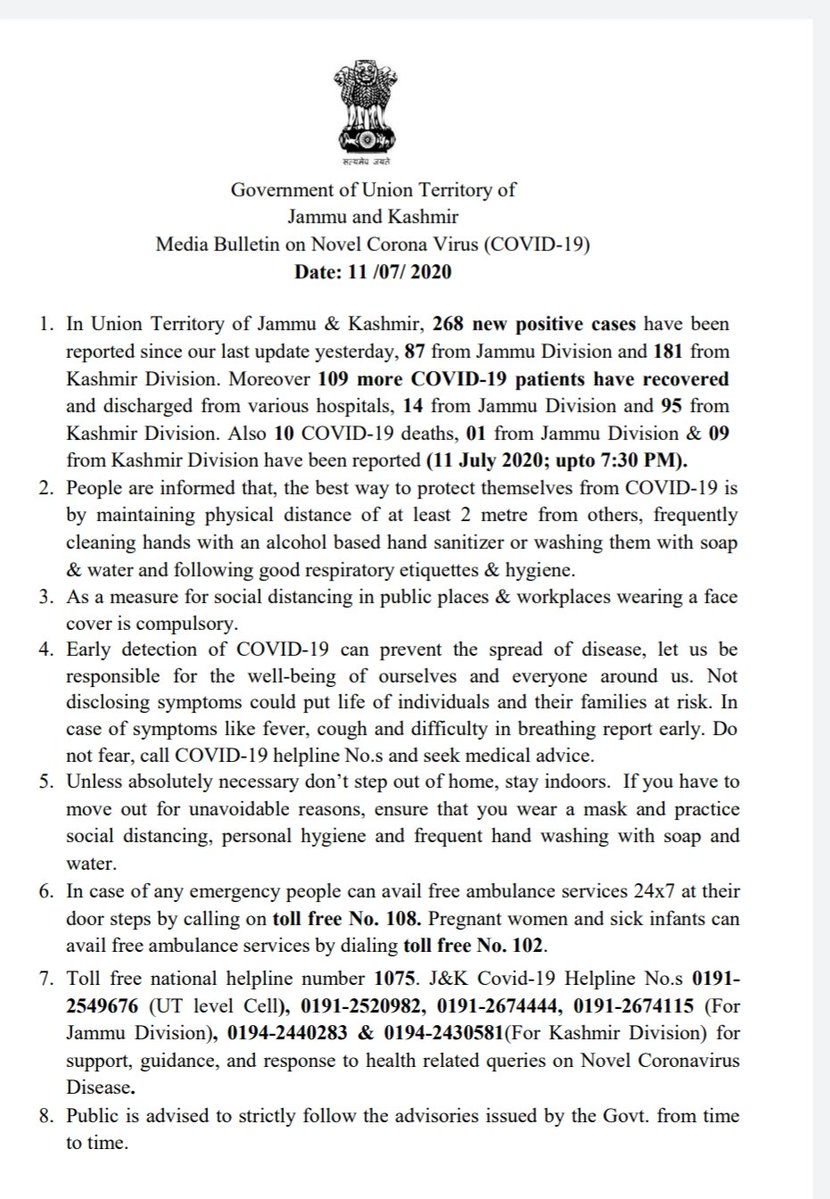 सत्यमेव जयते
Government of Union Territory of
Jammu and Kashmir
Media Bulletin on Novel Corona Virus (COVID-19)
Date: 11 /07/ 2020
1. In Union Territory of Jammu & Kashmir, 268 new positive cases have been
reported since our last update yesterday, 87 from Jammu Division and 181 from
Kashmir Division. Moreover 109 more COVID-19 patients have recovered
and discharged from various hospitals, 14 from Jammu Division and 95 from
Kashmir Division. Also 10 COVID-19 deaths, 01 from Jammu Division & 09
from Kashmir Division have been reported (11 July 2020; upto 7:30 PM).
2. People are informed that, the best way to protect themselves from COVID-19 is
by maintaining physical distance of at least 2 metre from others, frequently
cleaning hands with an alcohol based hand sanitizer or washing them with soap
& water and following good respiratory etiquettes & hygiene.
3. As a measure for social distancing in public places & workplaces wearing a face
cover is compulsory.
4. Early detection of COVID-19 can prevent the spread of disease, let us be
responsible for the well-being of ourselves and everyone around us. Not
disclosing symptoms could put life of individuals and their families at risk. In
case of symptoms like fever, cough and difficulty in breathing report early. Do
not fear, call COVID-19 helpline No.s and seek medical advice.
5. Unless absolutely necessary don’t step out of home, stay indoors. If you have to
move out for unavoidable reasons, ensure that you wear a mask and practice
social distancing, personal hygiene and frequent hand washing with soap and
water.
6. In case of any emergency people can avail free ambulance services 24x7 at their
door steps by calling on toll free No. 108. Pregnant women and sick infants can
avail free ambulance services by dialing toll free No. 102.
7. Toll free national helpline number 1075. J&K Covid-19 Helpline No.s 0191-
2549676 (UT level Cell), 0191-2520982, 0191-2674444, 0191-2674115 (For
Jammu Division), 0194-2440283 & 0194-2430581(For Kashmir Division) for
support, guidance, and response to health related queries on Novel Coronavirus
Disease.
8. Public is advised to strictly follow the advisories issued by the Govt. from time
to time.